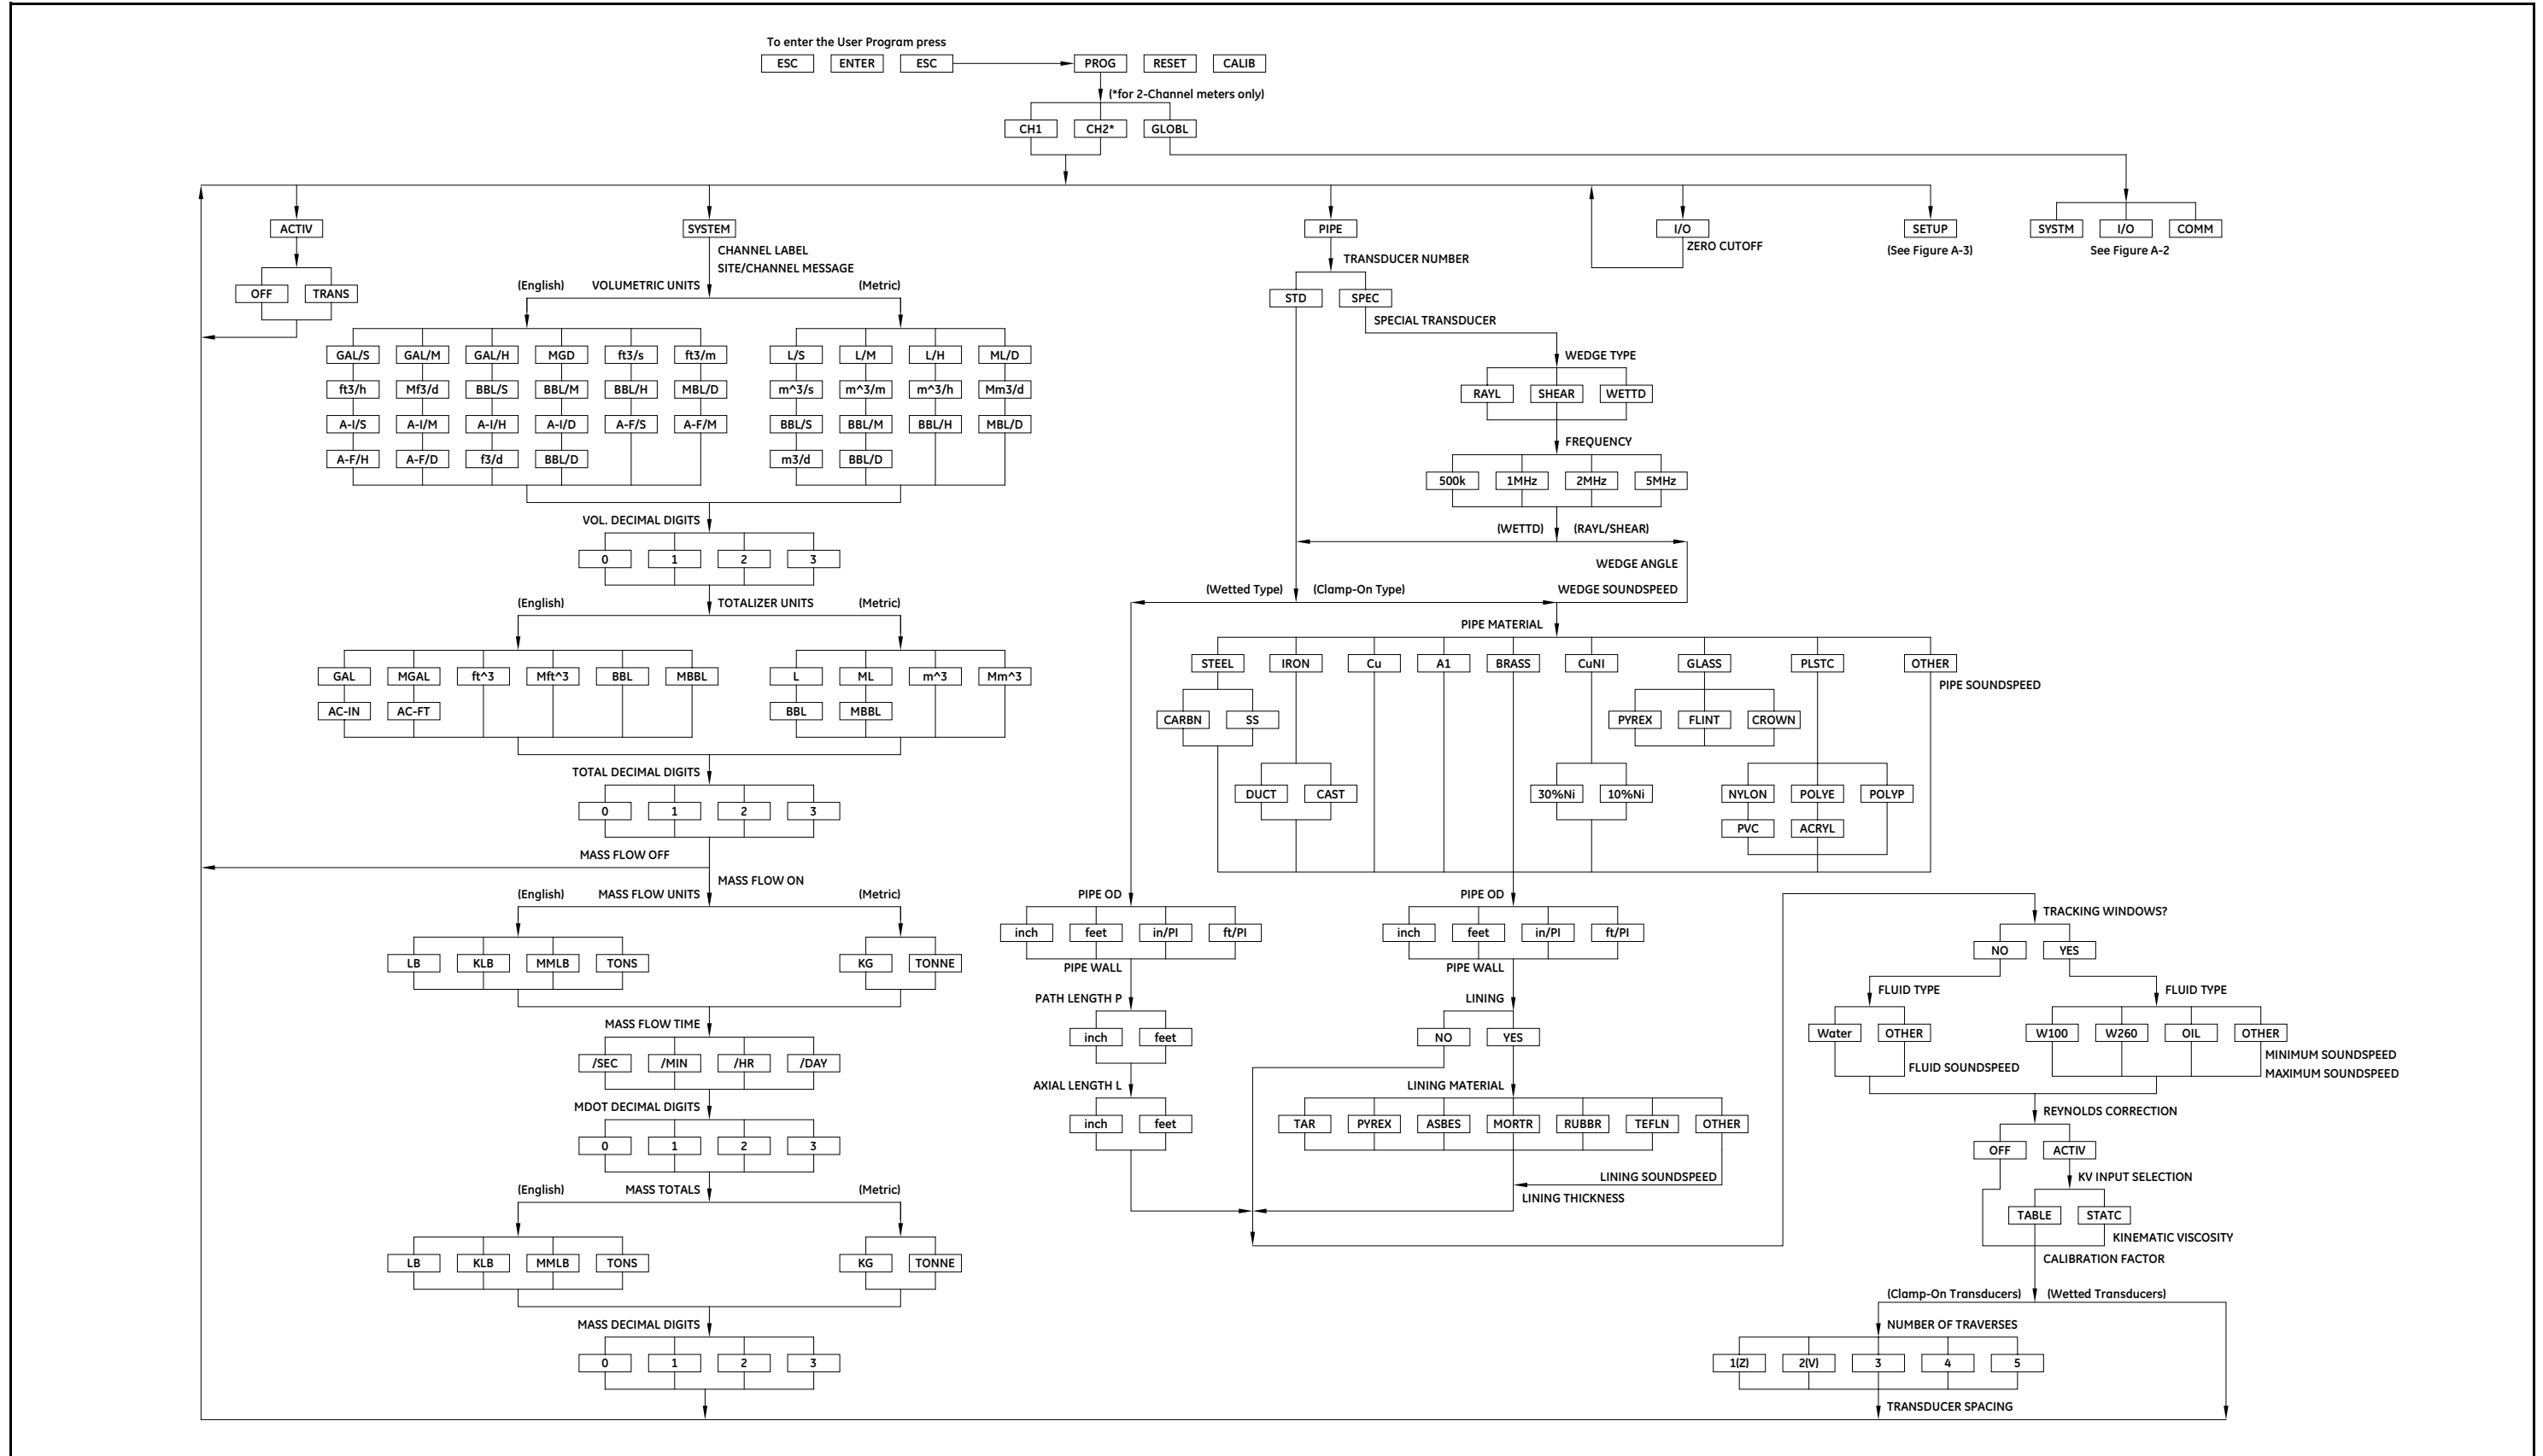 To enter the User Program press
ESC ENTER ESC PROG RESET CALIB
(*for 2-Channel meters only)
CH1 CH2* GLOBL
ACTIV SYSTEM PIPE I/O SETUP SYSTM I/O COMM
ZERO CUTOFF
(See Figure A-3)
See Figure A-2
OFF TRANS
CHANNEL LABEL
SITE/CHANNEL MESSAGE
(English) VOLUMETRIC UNITS (Metric)
GAL/S GAL/M GAL/H MGD ft3/s ft3/m L/S L/M L/H ML/D
ft3/h Mf3/d BBL/S BBL/M BBL/H MBL/D m^3/s m^3/m m^3/h Mm3/d
A-I/S A-I/M A-I/H A-I/D A-F/S A-F/M BBL/S BBL/M BBL/H MBL/D
A-F/H A-F/D f3/d BBL/D m3/d BBL/D
VOL. DECIMAL DIGITS
0 1 2 3
(English) TOTALIZER UNITS (Metric)
GAL MGAL ft^3 Mft^3 BBL MBBL L ML m^3 Mm^3
AC-IN AC-FT BBL MBBL
TOTAL DECIMAL DIGITS
0 1 2 3
MASS FLOW OFF
MASS FLOW ON
(English) MASS FLOW UNITS (Metric)
LB KLB MMLB TONS KG TONNE
MASS FLOW TIME
/SEC /MIN /HR /DAY
MDOT DECIMAL DIGITS
0 1 2 3
(English) MASS TOTALS (Metric)
LB KLB MMLB TONS KG TONNE
MASS DECIMAL DIGITS
0 1 2 3
TRANSDUCER NUMBER
STD SPEC
SPECIAL TRANSDUCER
WEDGE TYPE
RAYL SHEAR WETTD
FREQUENCY
500k 1MHz 2MHz 5MHz
(WETTD) (RAYL/SHEAR)
WEDGE ANGLE
(Wetted Type) (Clamp-On Type) WEDGE SOUNDSPEED
PIPE MATERIAL
STEEL IRON Cu A1 BRASS CuNI GLASS PLSTC OTHER
PIPE SOUNDSPEED
CARBN SS PYREX FLINT CROWN
DUCT CAST 30%Ni 10%Ni NYLON POLYE POLYP
PVC ACRYL
PIPE OD
inch feet in/PI ft/PI
PIPE WALL
PATH LENGTH P
inch feet
AXIAL LENGTH L
inch feet
PIPE OD
inch feet in/PI ft/PI
PIPE WALL
LINING
NO YES
LINING MATERIAL
TAR PYREX ASBES MORTR RUBBR TEFLN OTHER
LINING SOUNDSPEED
LINING THICKNESS
TRACKING WINDOWS?
NO YES
FLUID TYPE FLUID TYPE
Water OTHER W100 W260 OIL OTHER
MINIMUM SOUNDSPEED
FLUID SOUNDSPEED MAXIMUM SOUNDSPEED
REYNOLDS CORRECTION
OFF ACTIV
KV INPUT SELECTION
TABLE STATC
KINEMATIC VISCOSITY
CALIBRATION FACTOR
(Clamp-On Transducers) (Wetted Transducers)
NUMBER OF TRAVERSES
1(Z) 2(V) 3 4 5
TRANSDUCER SPACING